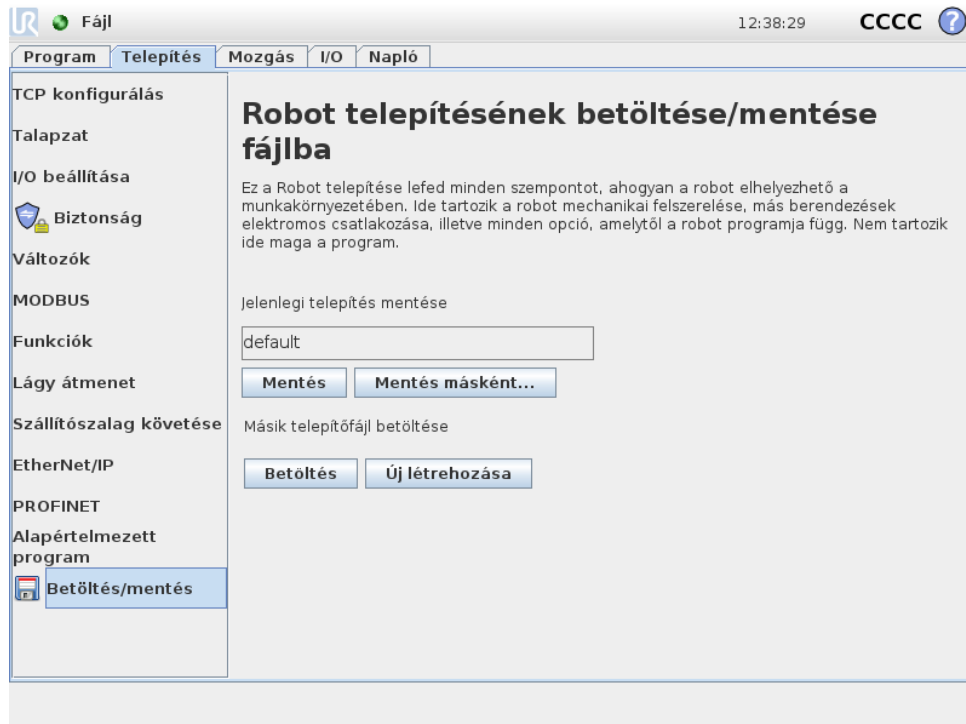 UR Fájl 12:38:29 CCCC ?
Program Telepítés Mozgás I/O Napló
TCP konfigurálás
Talapzat
I/O beállítása
Biztonság
Változók
MODBUS
Funkciók
Lágy átmenet
Szállítószalag követése
EtherNet/IP
PROFINET
Alapértelmezett
program
Betöltés/mentés
Robot telepítésének betöltése/mentése
fájlba
Ez a Robot telepítése lefed minden szempontot, ahogyan a robot elhelyezhető a
munkakörnyezetében. Ide tartozik a robot mechanikai felszerelése, más berendezések
elektromos csatlakozása, illetve minden opció, amelytől a robot programja függ. Nem tartozik
ide maga a program.
Jelenlegi telepítés mentése
default
Mentés Mentés másként...
Másik telepítőfájl betöltése
Betöltés Új létrehozása